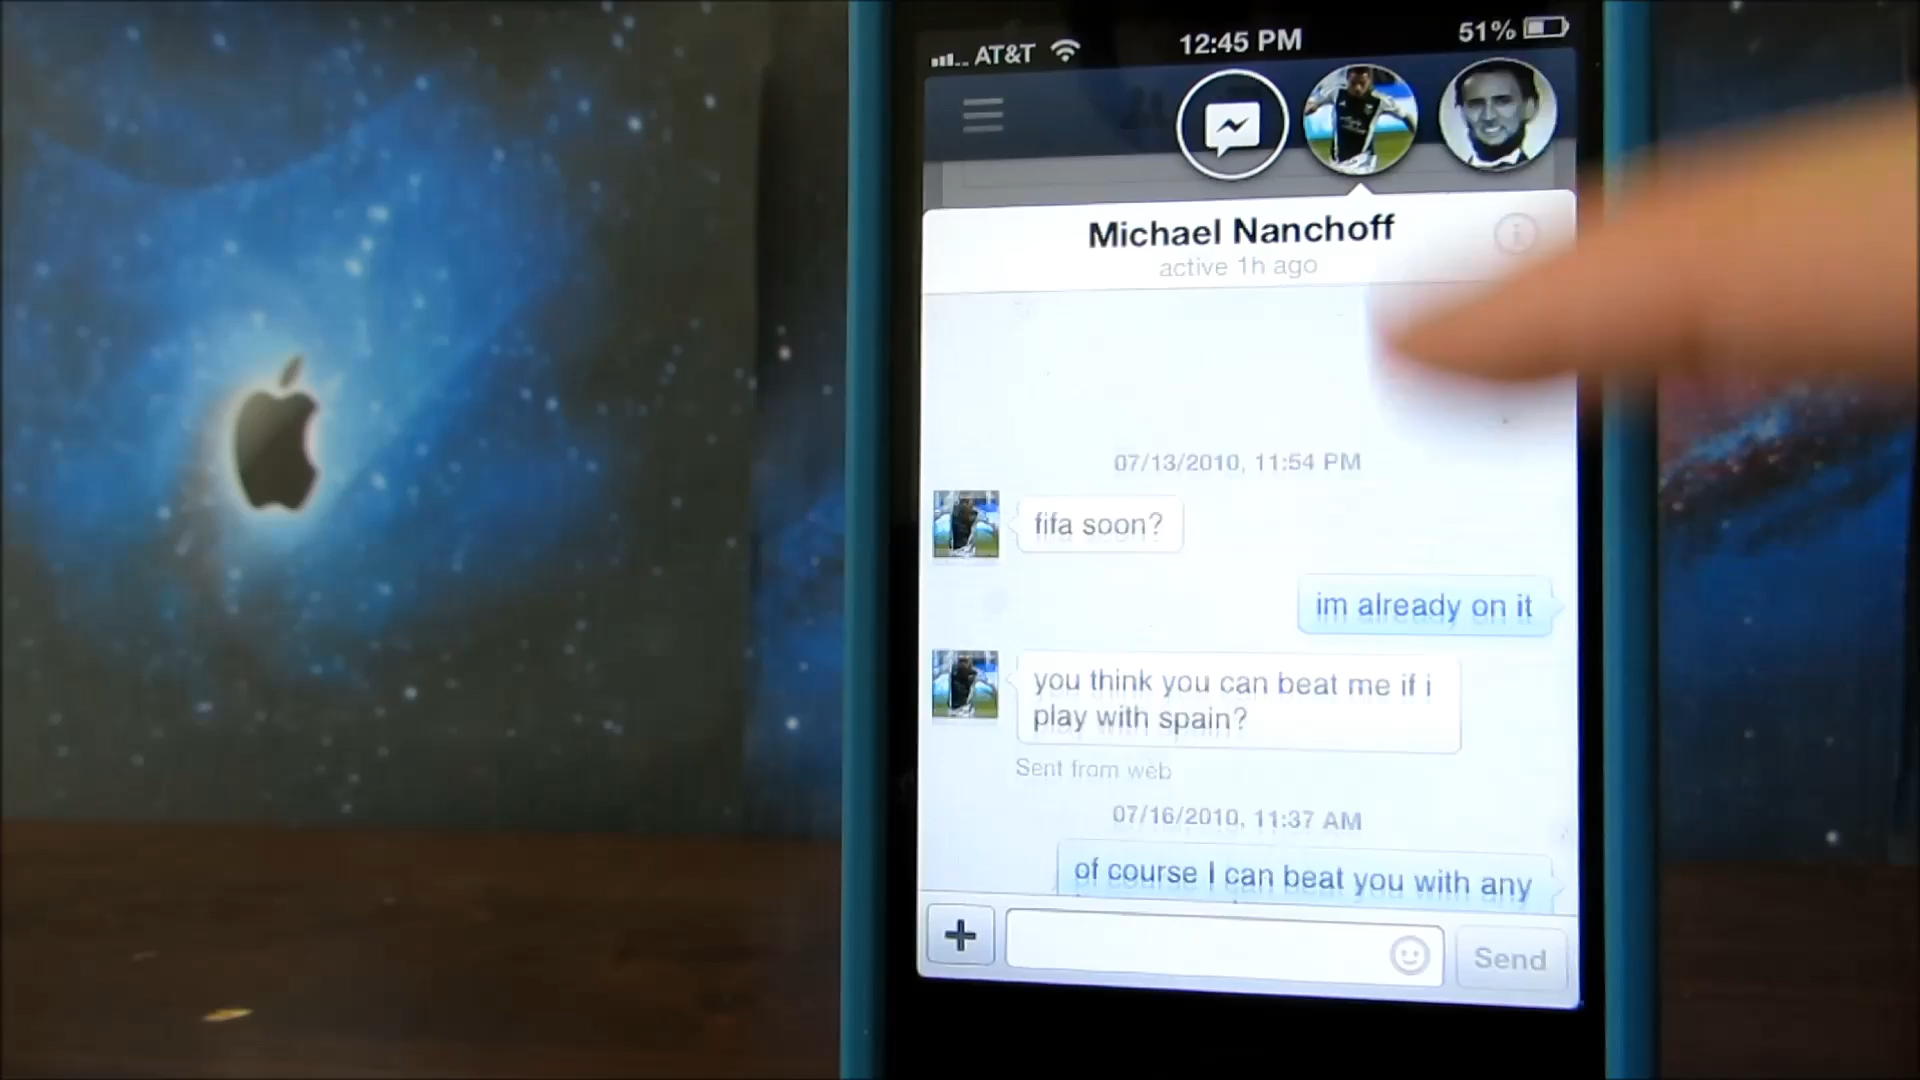 AT&T 12:45 PM 51%
Michael Nanchoff
active 1h ago
07/13/2010, 11:54 PM
fifa soon?
im already on it
you think you can beat me if i
play with spain?
Sent from web
07/16/2010, 11:37 AM
of course I can beat you with any
Send